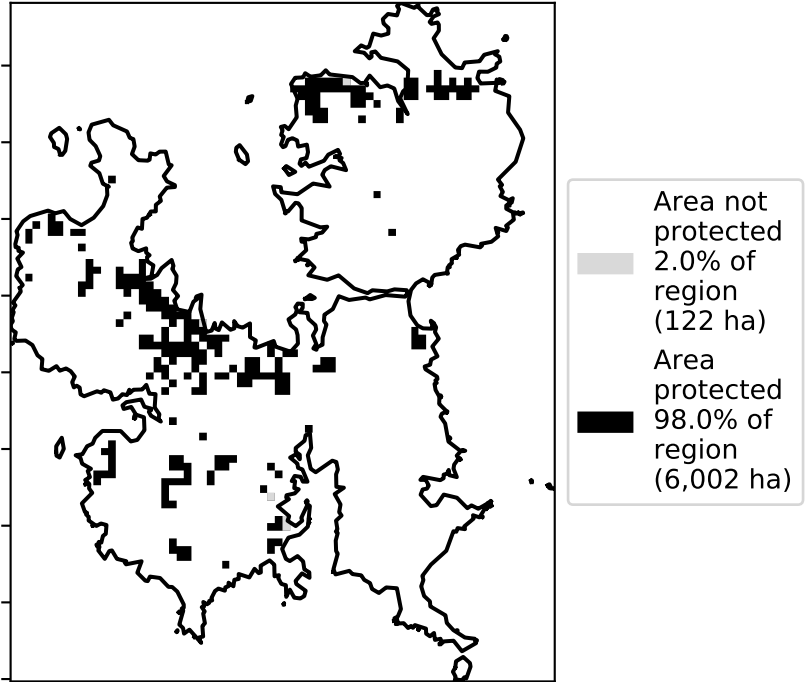 Area not
protected
2.0% of
region
(122 ha)
Area
protected
98.0% of
region
(6,002 ha)